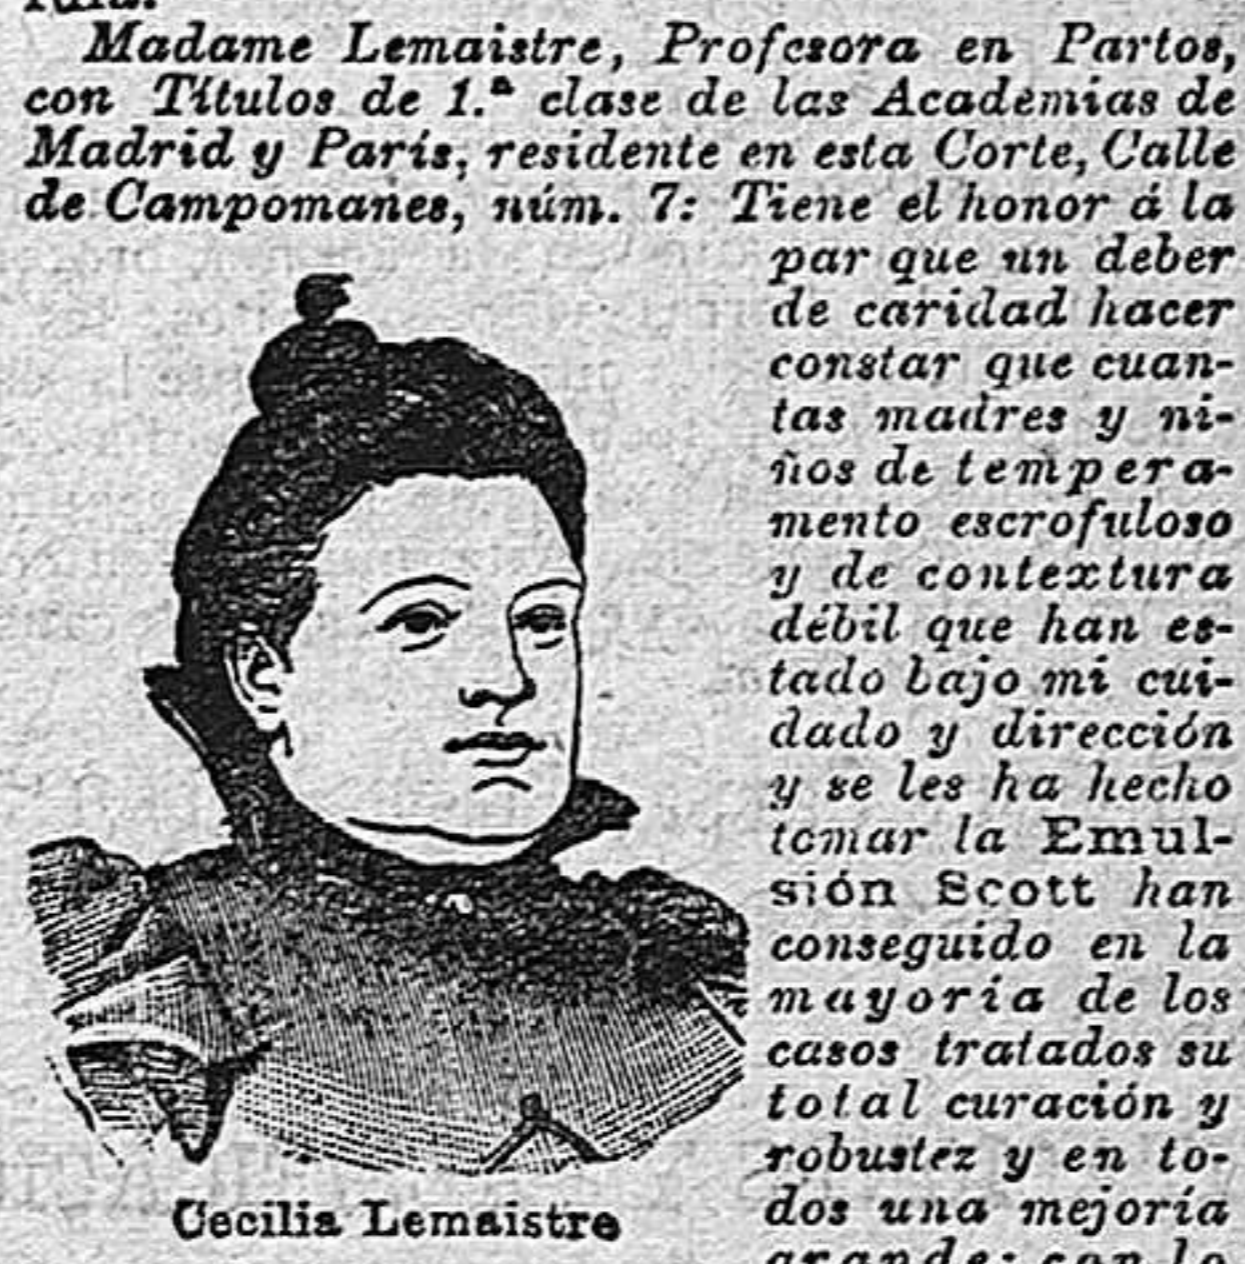 Madame Lemaistre, Profesora en Partos,
con Títulos de 1.ª clase de las Academias de
Madrid y París, residente en esta Corte, Calle
de Campomanes, núm. 7: Tiene el honor á la
par que un deber
de caridad hacer
constar que cuan-
tas madres y ni-
ños de tempera-
mento escrofuloso
y de contextura
débil que han es-
tado bajo mi cui-
dado y dirección
y se les ha hecho
tomar la Emul-
sión Scott han
conseguido en la
mayoría de los
casos tratados su
total curación y
robustez y en to-
dos una mejoría
grande; con lo
Cecilia Lemaistre